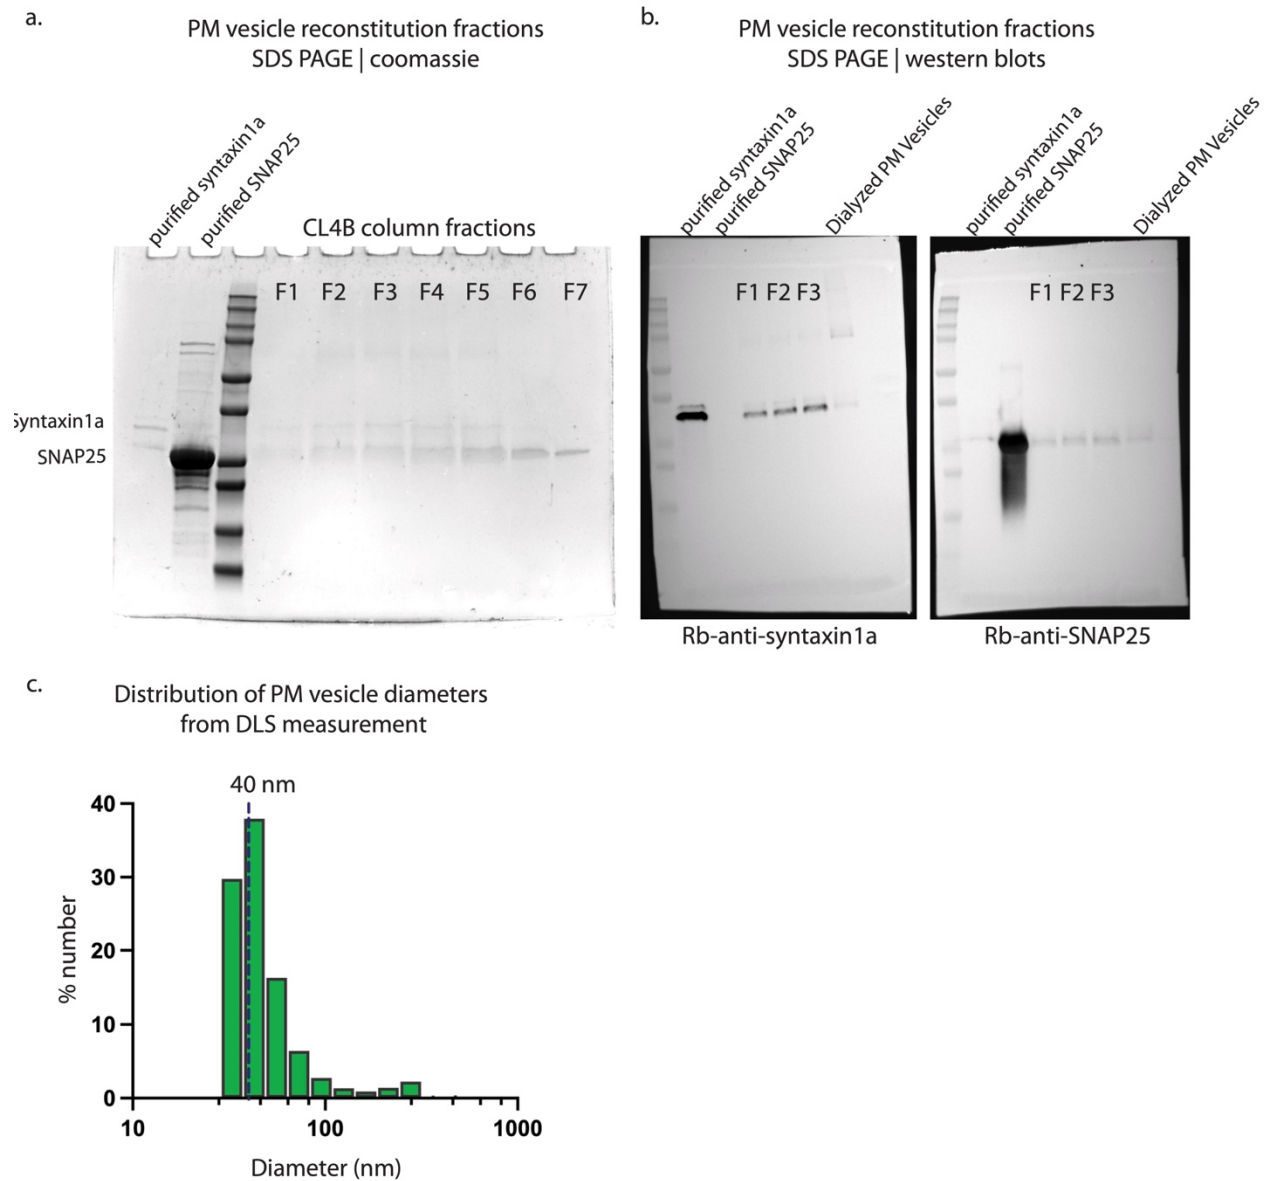 a.
PM vesicle reconstitution fractions
SDS PAGE | coomassie
purified syntaxin1a
purified SNAP25
CL4B column fractions
F1 F2 F3 F4 F5 F6 F7
Syntaxin1a
SNAP25
b.
PM vesicle reconstitution fractions
SDS PAGE | western blots
purified syntaxin1a
purified SNAP25
Dialyzed PM Vesicles
purified syntaxin1a
purified SNAP25
Dialyzed PM Vesicles
F1 F2 F3
F1 F2 F3
Rb-anti-syntaxin1a
Rb-anti-SNAP25
c.
Distribution of PM vesicle diameters
from DLS measurement
40 nm
40
30
20
10
0
% number
10 100 1000
Diameter (nm)